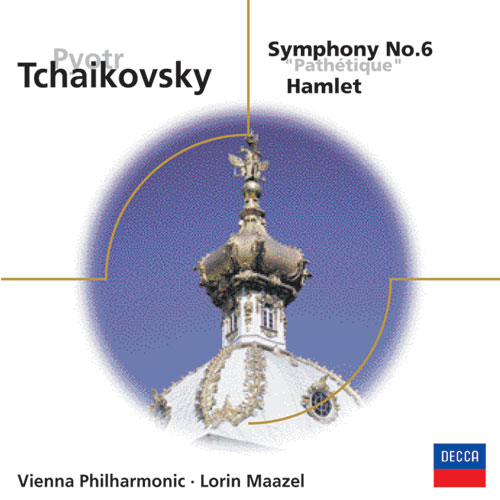 Pyotr
Tchaikovsky
Symphony No.6
"Pathétique"
Hamlet
DECCA
Vienna Philharmonic · Lorin Maazel